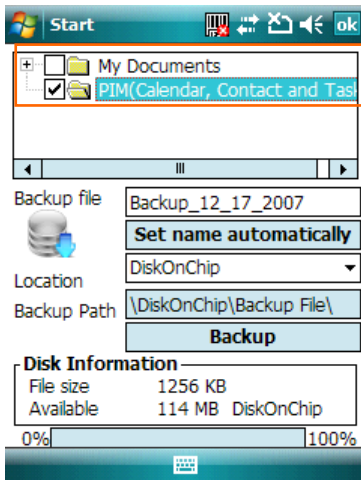 Start ok
My Documents
PIM(Calendar, Contact and Task
Backup file Backup_12_17_2007
Set name automatically
Location DiskOnChip
Backup Path \DiskOnChip\Backup File\
Backup
Disk Information
File size 1256 KB
Available 114 MB DiskOnChip
0% 100%